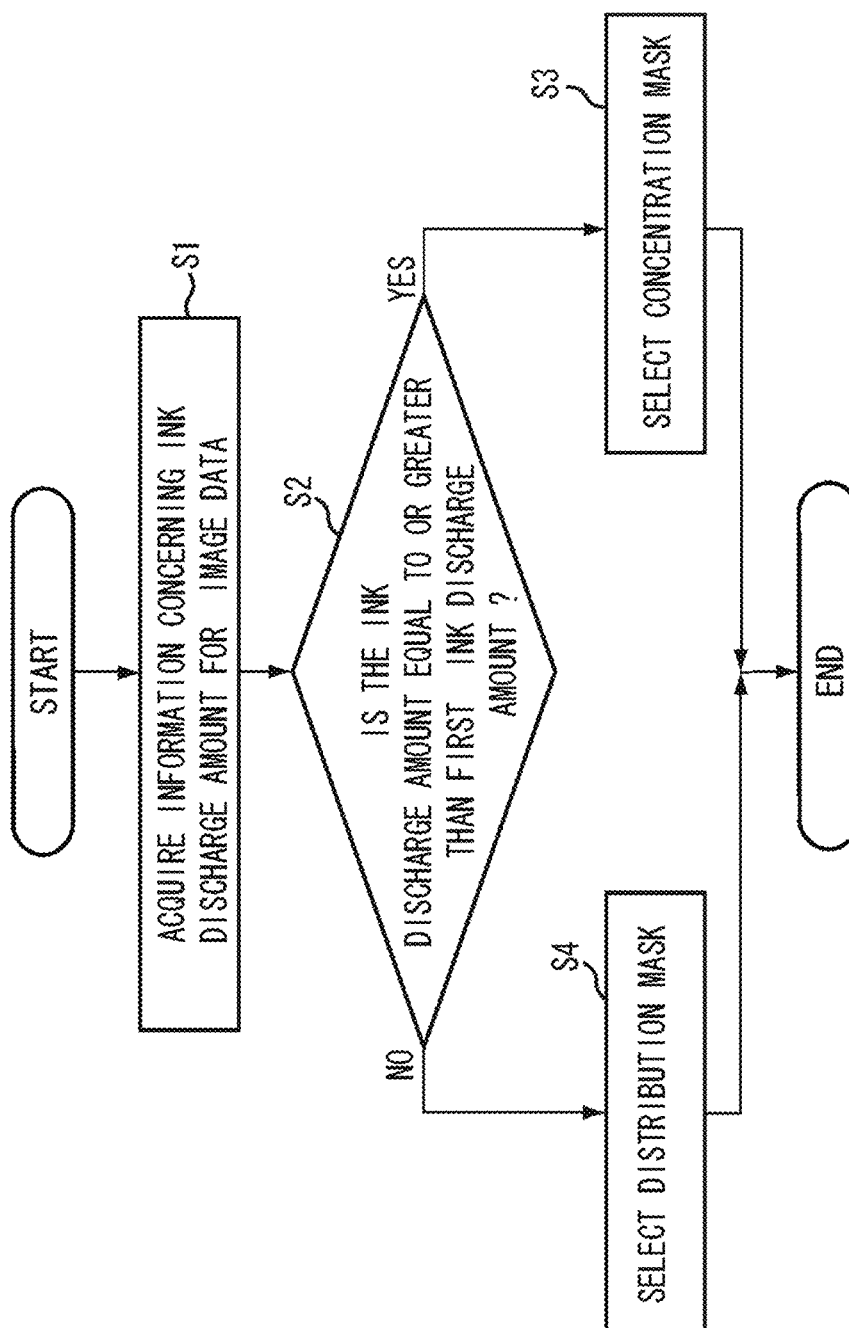 START
S1
ACQUIRE INFORMATION CONCERNING INK
DISCHARGE AMOUNT FOR IMAGE DATA
S2
IS THE INK
DISCHARGE AMOUNT EQUAL TO OR GREATER
THAN FIRST INK DISCHARGE
AMOUNT ?
NO
YES
S4
SELECT DISTRIBUTION MASK
S3
SELECT CONCENTRATION MASK
END